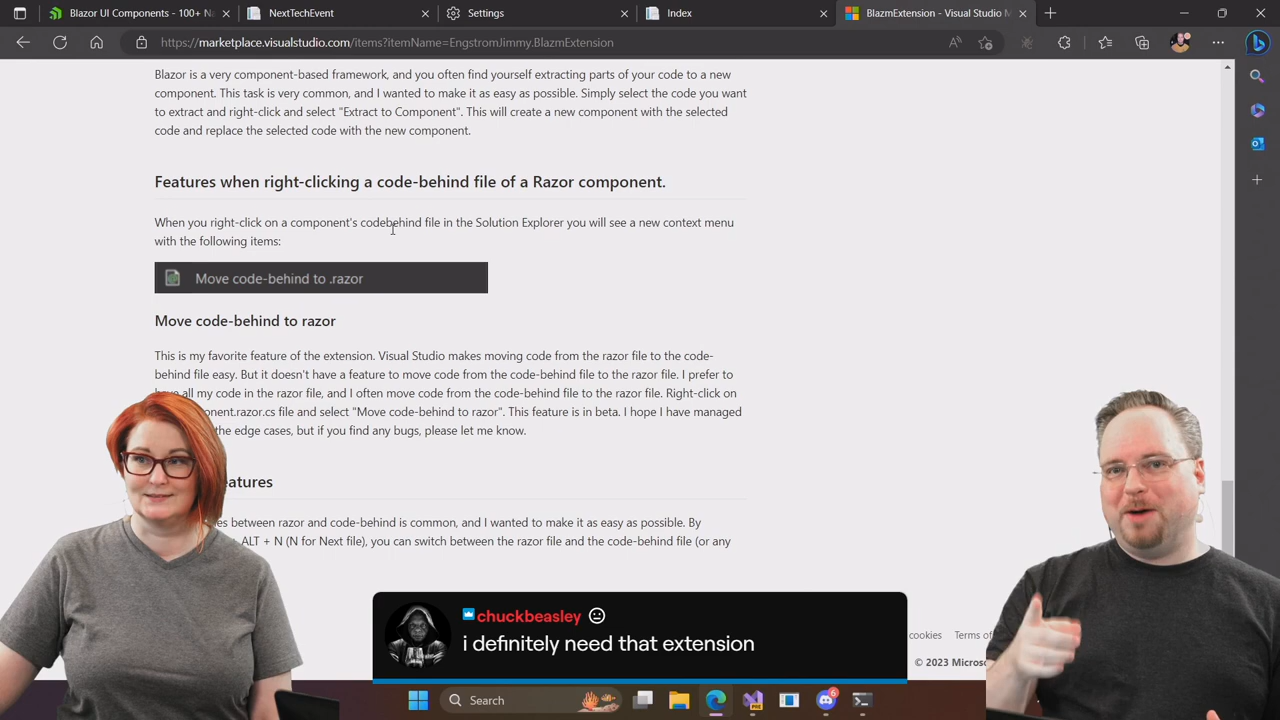 Blazor UI Components - 100+ Na
NextTechEvent
Settings
Index
BlazmExtension - Visual Studio M
https://marketplace.visualstudio.com/items?itemName=EngstromJimmy.BlazmExtension
Blazor is a very component-based framework, and you often find yourself extracting parts of your code to a new
component. This task is very common, and I wanted to make it as easy as possible. Simply select the code you want
to extract and right-click and select "Extract to Component". This will create a new component with the selected
code and replace the selected code with the new component.
Features when right-clicking a code-behind file of a Razor component.
When you right-click on a component's codebehind file in the Solution Explorer you will see a new context menu
with the following items:
Move code-behind to .razor
Move code-behind to razor
This is my favorite feature of the extension. Visual Studio makes moving code from the razor file to the code-
behind file easy. But it doesn't have a feature to move code from the code-behind file to the razor file. I prefer to
all my code in the razor file, and I often move code from the code-behind file to the razor file. Right-click on
onent.razor.cs file and select "Move code-behind to razor". This feature is in beta. I hope I have managed
the edge cases, but if you find any bugs, please let me know.
eatures
es between razor and code-behind is common, and I wanted to make it as easy as possible. By
ALT + N (N for Next file), you can switch between the razor file and the code-behind file (or any
chuckbeasley
i definitely need that extension
cookies
Terms of
© 2023 Micros
Search
6